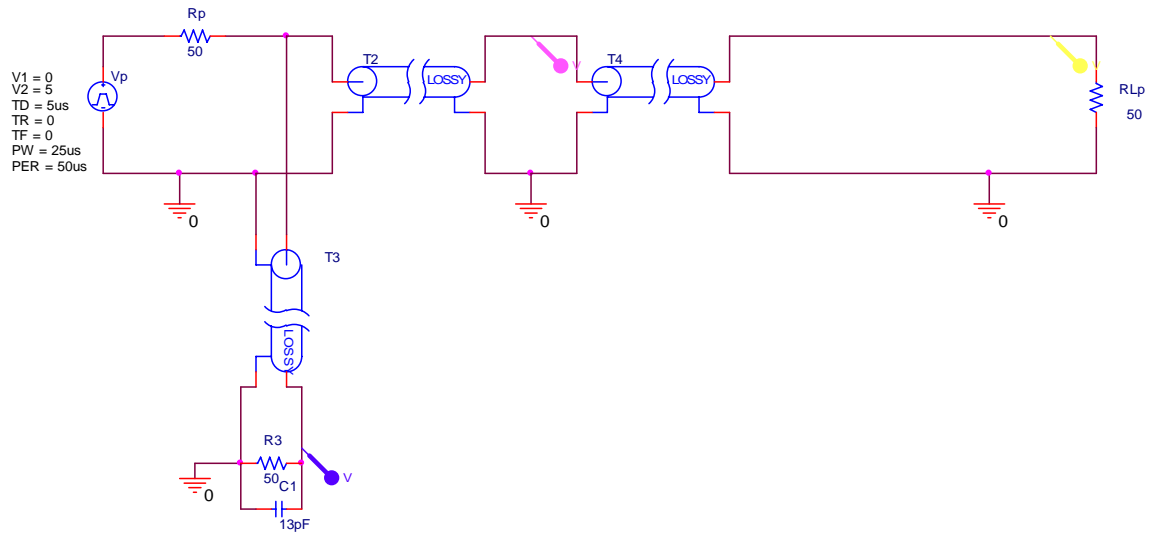 Rp
50
T2
LOSSY
V
T4
LOSSY
V
Vp
V1 = 0
V2 = 5
TD = 5us
TR = 0
TF = 0
PW = 25us
PER = 50us
RLp
50
0
0
0
T3
LOSSY
R3
50
V
C1
13pF
0